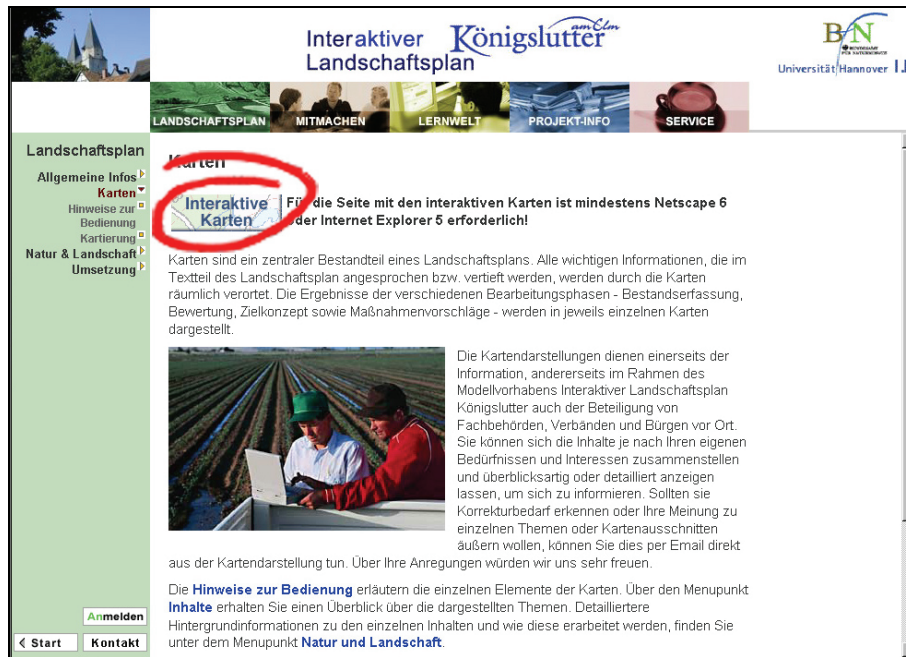 Interaktiver
Landschaftsplan
Königslutter
am Elm
BfN
BUNDESAMT
FÜR NATURSCHUTZ
Universität Hannover
LANDSCHAFTSPLAN
MITMACHEN
LERNWELT
PROJEKT-INFO
SERVICE
Landschaftsplan
Allgemeine Infos
Karten
Hinweise zur
Bedienung
Kartierung
Natur & Landschaft
Umsetzung
Anmelden
Start
Kontakt
Karten
Interaktive
Karten
Für die Seite mit den interaktiven Karten ist mindestens Netscape 6
oder Internet Explorer 5 erforderlich!
Karten sind ein zentraler Bestandteil eines Landschaftsplans. Alle wichtigen Informationen, die im
Textteil des Landschaftsplan angesprochen bzw. vertieft werden, werden durch die Karten
räumlich verortet. Die Ergebnisse der verschiedenen Bearbeitungsphasen - Bestandserfassung,
Bewertung, Zielkonzept sowie Maßnahmenvorschläge - werden in jeweils einzelnen Karten
dargestellt.
Die Kartendarstellungen dienen einerseits der
Information, andererseits im Rahmen des
Modellvorhabens Interaktiver Landschaftsplan
Königslutter auch der Beteiligung von
Fachbehörden, Verbänden und Bürgen vor Ort.
Sie können sich die Inhalte je nach Ihren eigenen
Bedürfnissen und Interessen zusammenstellen
und überblicksartig oder detailliert anzeigen
lassen, um sich zu informieren. Sollten sie
Korrekturbedarf erkennen oder Ihre Meinung zu
einzelnen Themen oder Kartenausschnitten
äußern wollen, können Sie dies per Email direkt
aus der Kartendarstellung tun. Über Ihre Anregungen würden wir uns sehr freuen.
Die Hinweise zur Bedienung erläutern die einzelnen Elemente der Karten. Über den Menupunkt
Inhalte erhalten Sie einen Überblick über die dargestellten Themen. Detailliertere
Hintergrundinformationen zu den einzelnen Inhalten und wie diese erarbeitet werden, finden Sie
unter dem Menupunkt Natur und Landschaft.